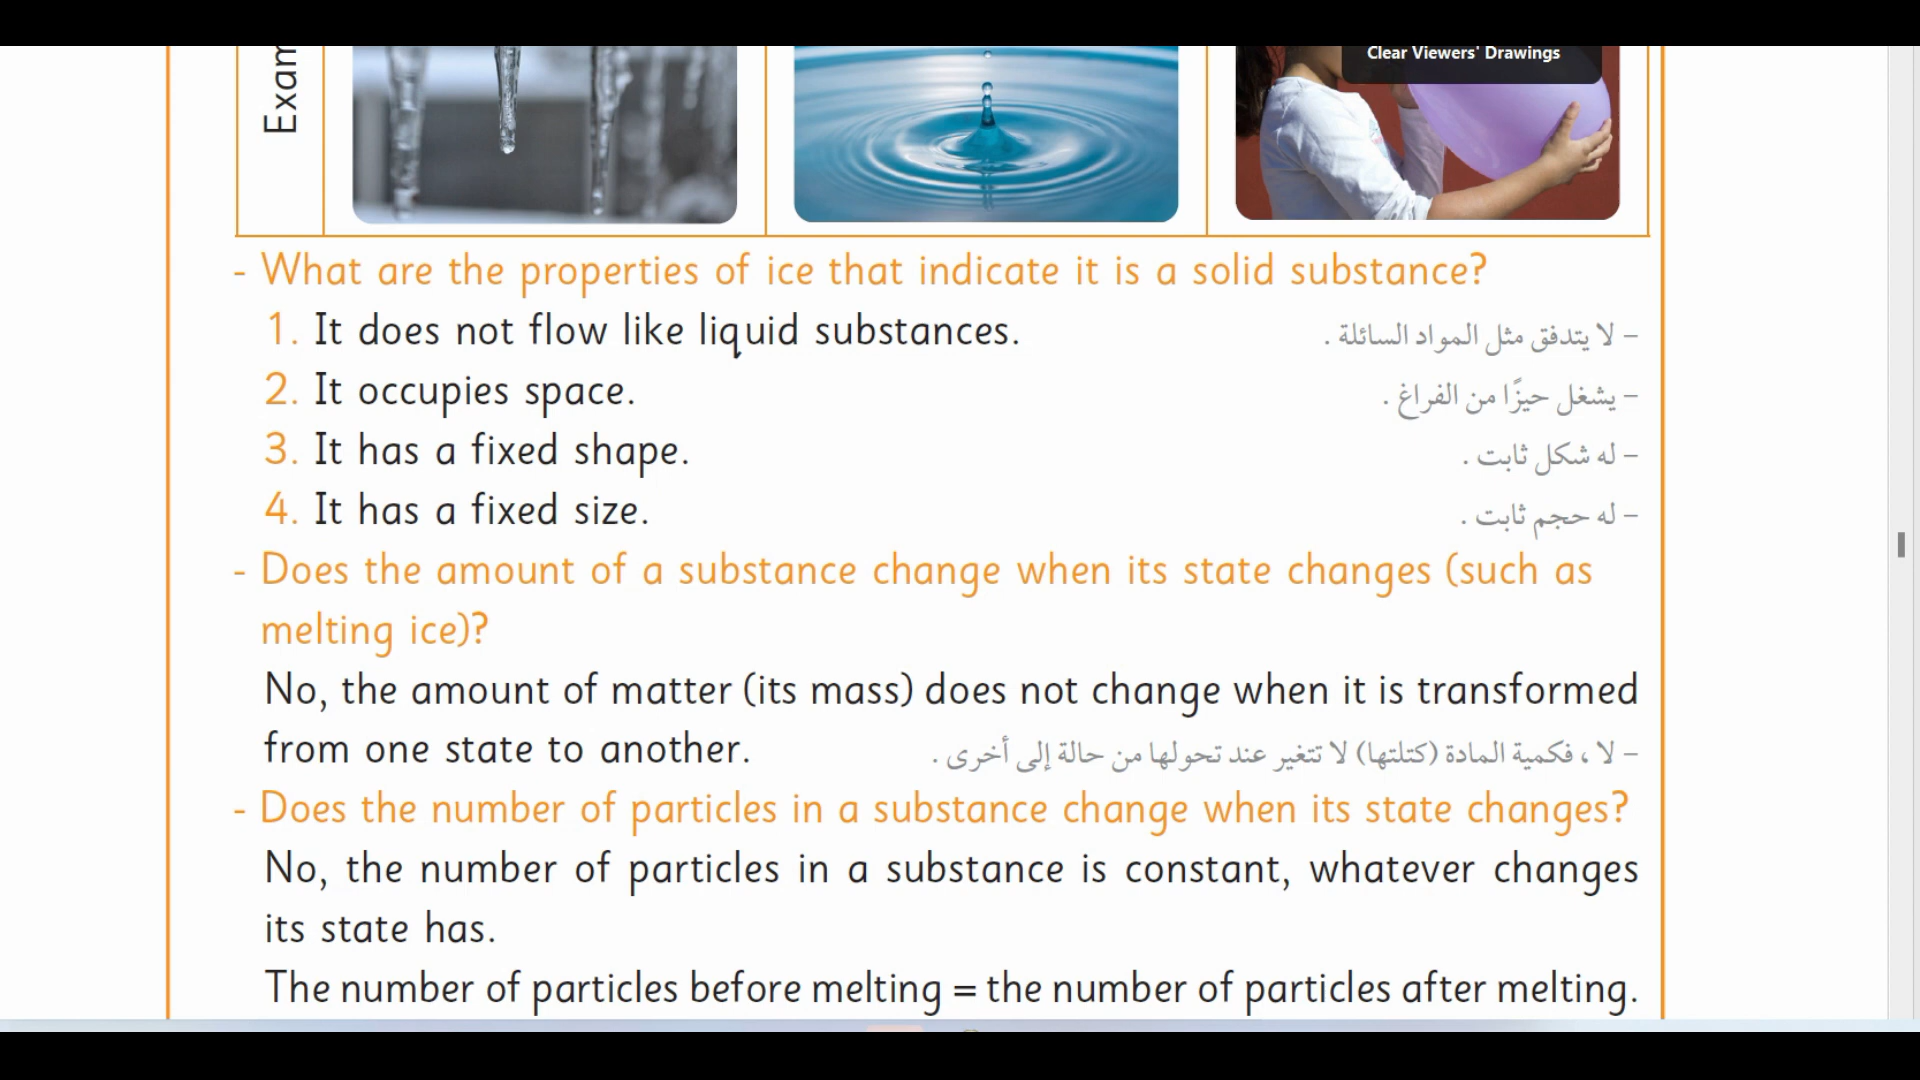 Clear Viewers' Drawings
Exam
- What are the properties of ice that indicate it is a solid substance?
1. It does not flow like liquid substances.
– لا يتدفق مثل المواد السائلة .
2. It occupies space.
– يشغل حيزًا من الفراغ .
3. It has a fixed shape.
– له شكل ثابت .
4. It has a fixed size.
– له حجم ثابت .
- Does the amount of a substance change when its state changes (such as
melting ice)?
No, the amount of matter (its mass) does not change when it is transformed
from one state to another.
– لا ، فكمية المادة (كتلتها) لا تتغير عند تحولها من حالة إلى أخرى .
- Does the number of particles in a substance change when its state changes?
No, the number of particles in a substance is constant, whatever changes
its state has.
The number of particles before melting = the number of particles after melting.